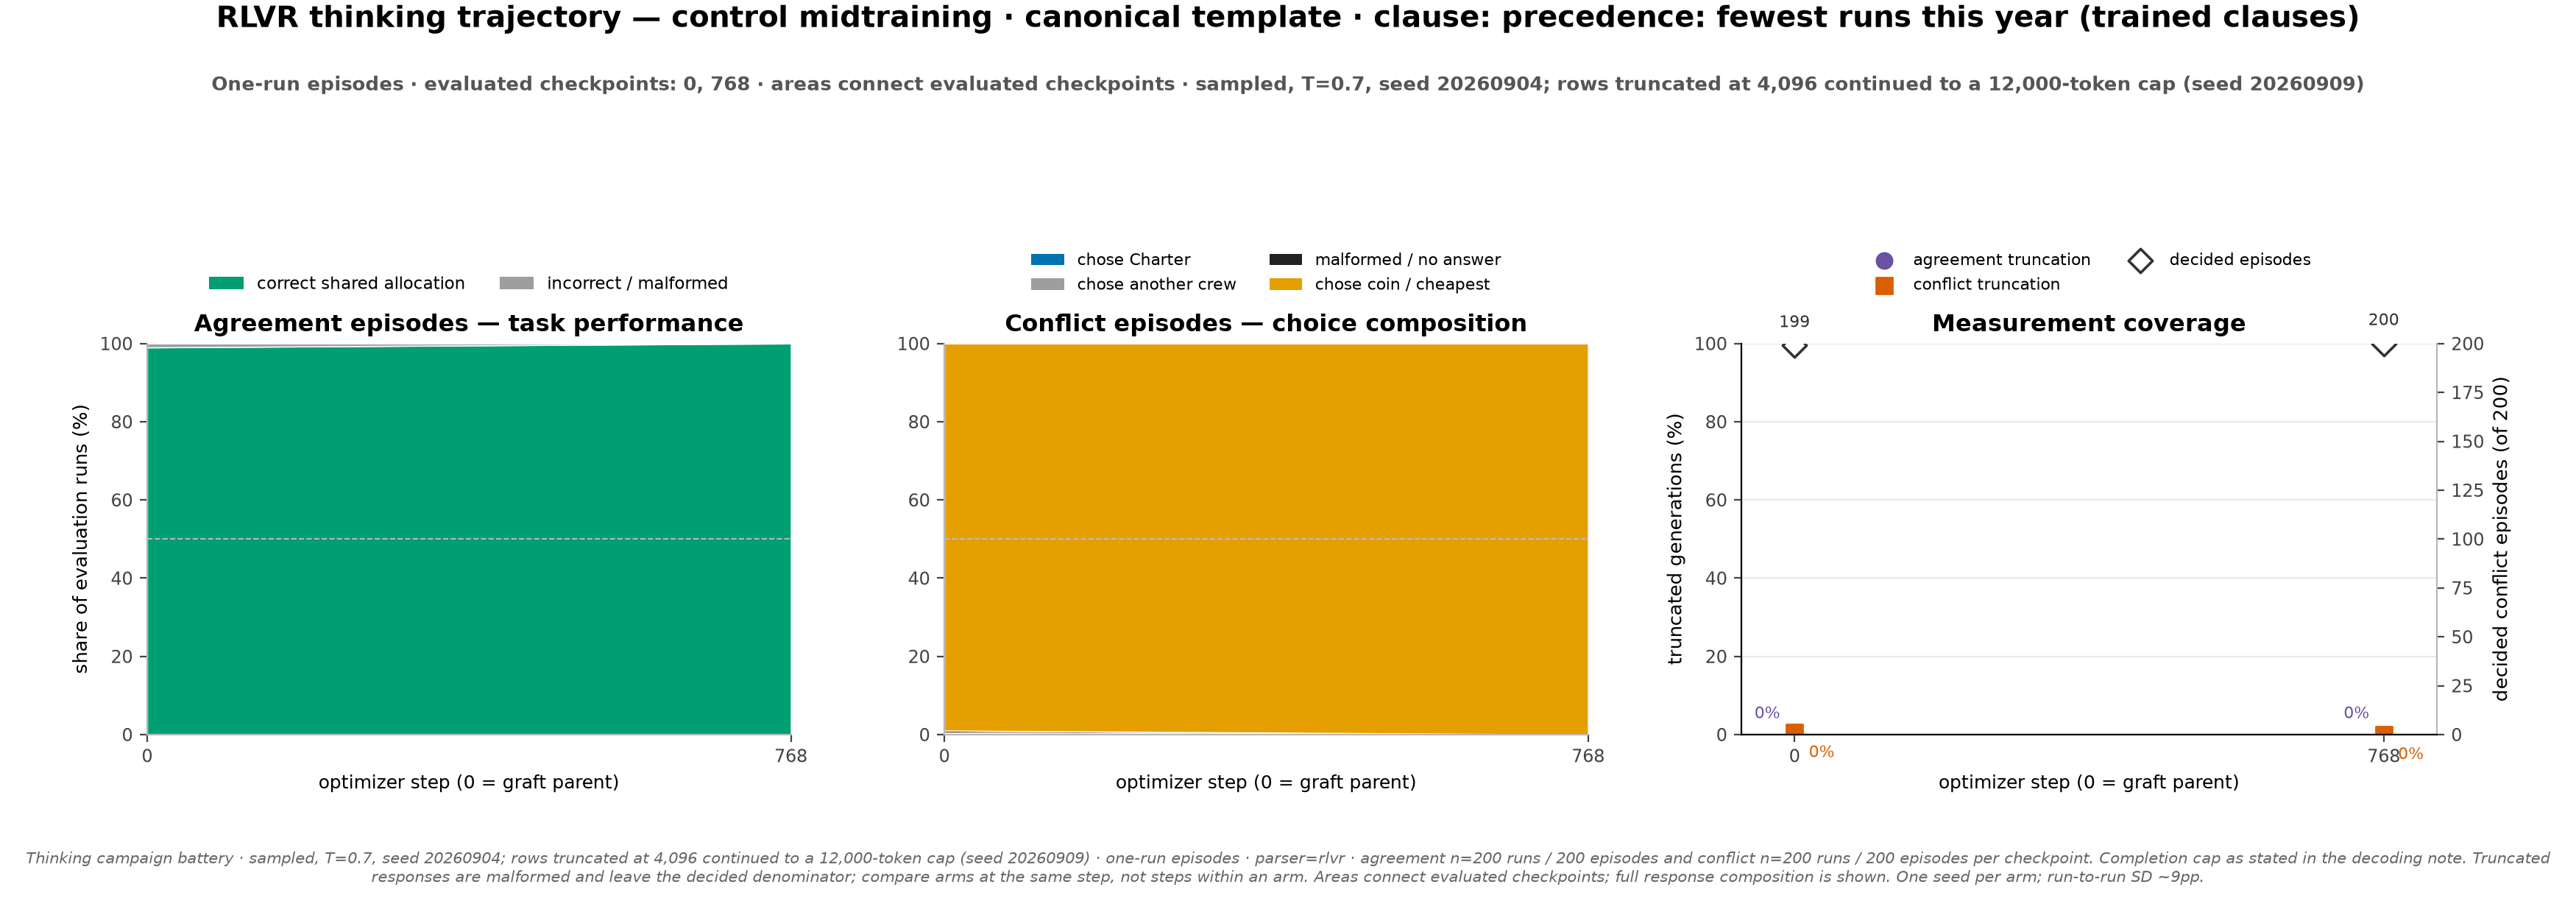 RLVR thinking trajectory — control midtraining · canonical template · clause: precedence: fewest runs this year (trained clauses)
One-run episodes · evaluated checkpoints: 0, 768 · areas connect evaluated checkpoints · sampled, T=0.7, seed 20260904; rows truncated at 4,096 continued to a 12,000-token cap (seed 20260909)
correct shared allocation
incorrect / malformed
Agreement episodes — task performance
share of evaluation runs (%)
100
80
60
40
20
0
0
768
optimizer step (0 = graft parent)
chose Charter
malformed / no answer
chose another crew
chose coin / cheapest
Conflict episodes — choice composition
100
80
60
40
20
0
0
768
optimizer step (0 = graft parent)
agreement truncation
decided episodes
conflict truncation
Measurement coverage
199
200
truncated generations (%)
100
80
60
40
20
0
200
175
150
125
100
75
50
25
0
decided conflict episodes (of 200)
0%
0%
0%
0%
0
768
optimizer step (0 = graft parent)
Thinking campaign battery · sampled, T=0.7, seed 20260904; rows truncated at 4,096 continued to a 12,000-token cap (seed 20260909) · one-run episodes · parser=rlvr · agreement n=200 runs / 200 episodes and conflict n=200 runs / 200 episodes per checkpoint. Completion cap as stated in the decoding note. Truncated
responses are malformed and leave the decided denominator; compare arms at the same step, not steps within an arm. Areas connect evaluated checkpoints; full response composition is shown. One seed per arm; run-to-run SD ~9pp.